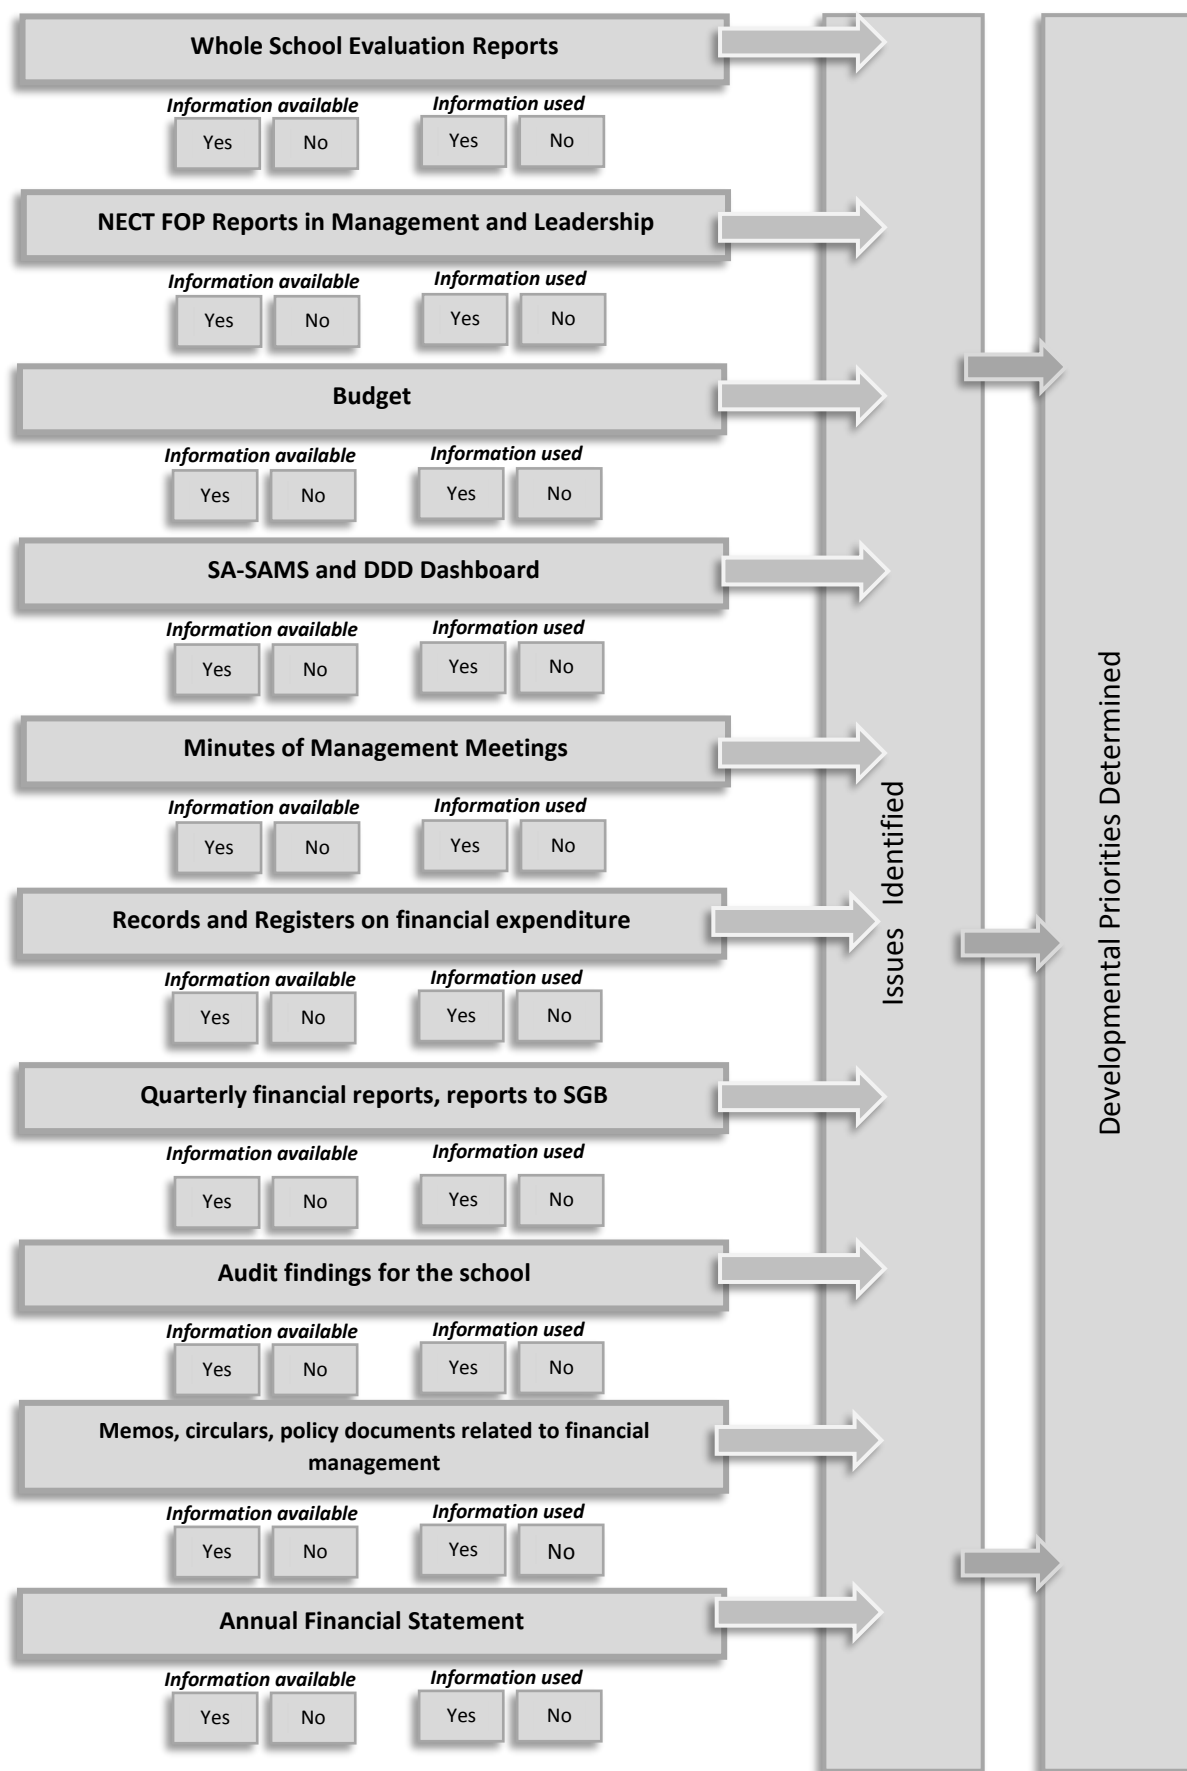 Whole School Evaluation Reports
Information available Information used
Yes No Yes No
NECT FOP Reports in Management and Leadership
Information available Information used
Yes No Yes No
Budget
Information available Information used
Yes No Yes No
SA-SAMS and DDD Dashboard
Information available Information used
Yes No Yes No
Minutes of Management Meetings
Information available Information used
Yes No Yes No
Records and Registers on financial expenditure
Information available Information used
Yes No Yes No
Quarterly financial reports, reports to SGB
Information available Information used
Yes No Yes No
Audit findings for the school
Information available Information used
Yes No Yes No
Memos, circulars, policy documents related to financial
management
Information available Information used
Yes No Yes No
Annual Financial Statement
Information available Information used
Yes No Yes No
Issues Identified
Developmental Priorities Determined